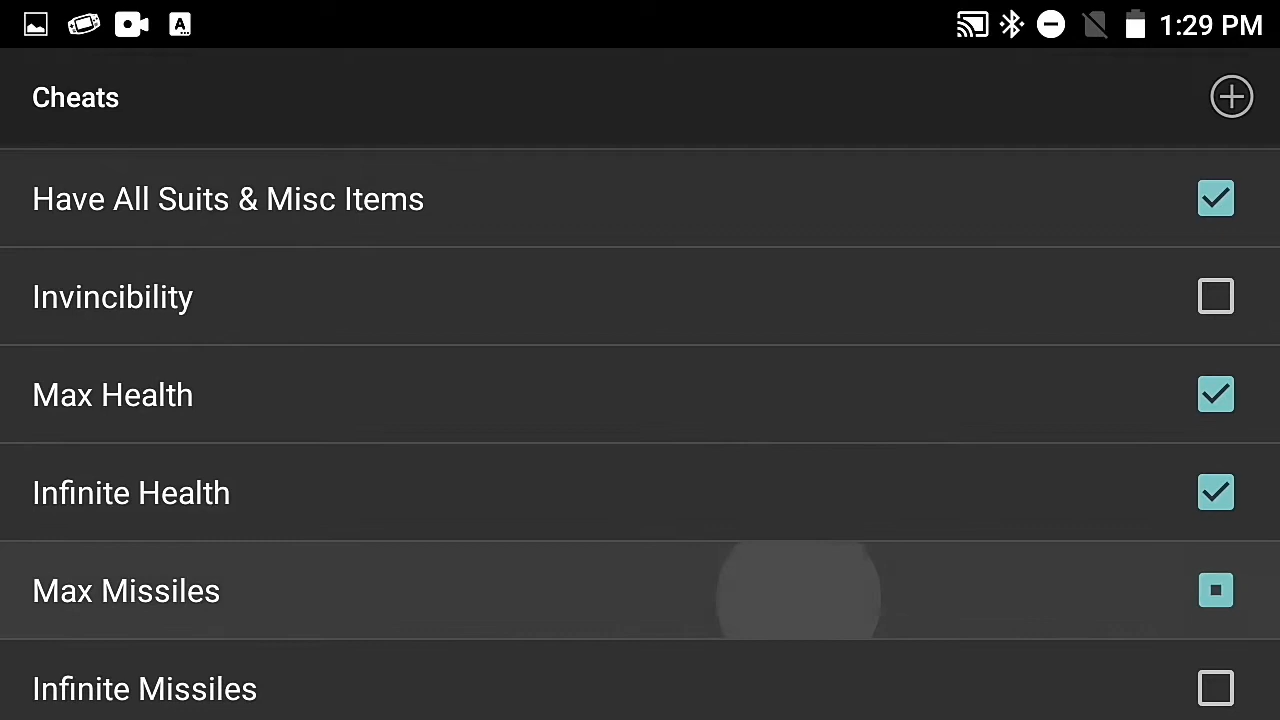 A
1:29 PM
Cheats
Have All Suits & Misc Items
Invincibility
Max Health
Infinite Health
Max Missiles
Infinite Missiles